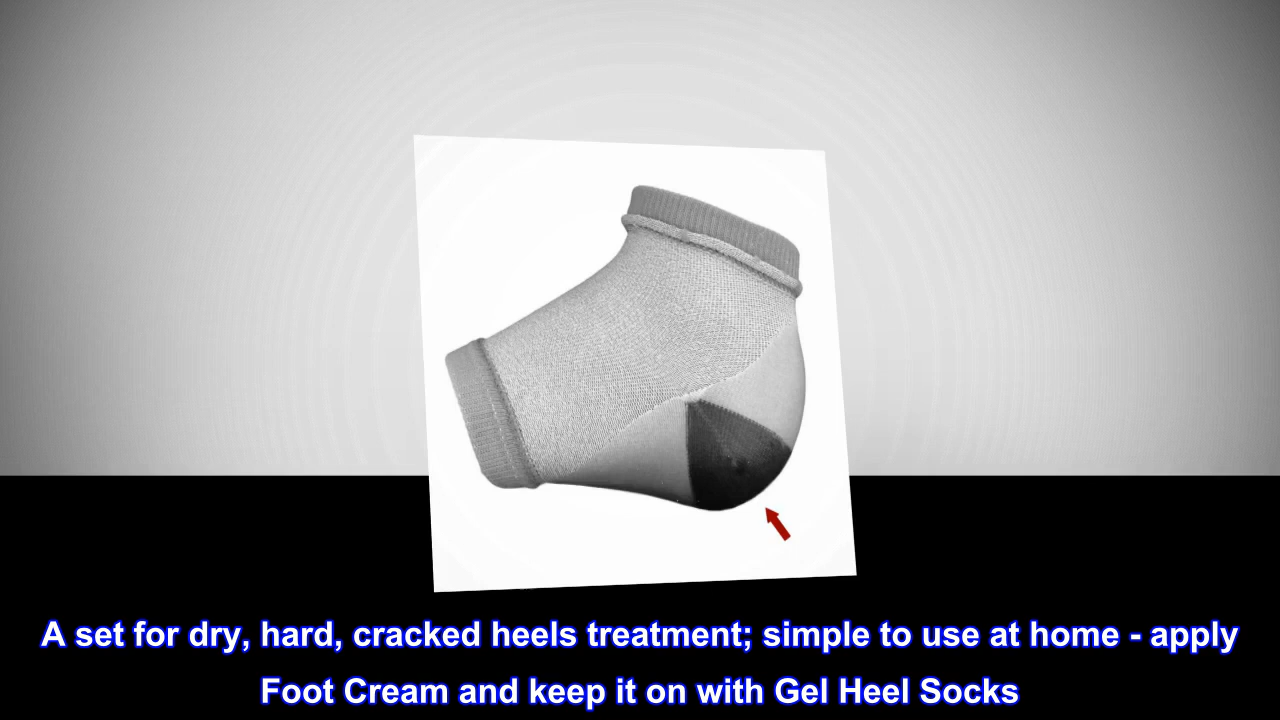 A set for dry, hard, cracked heels treatment; simple to use at home - apply
Foot Cream and keep it on with Gel Heel Socks